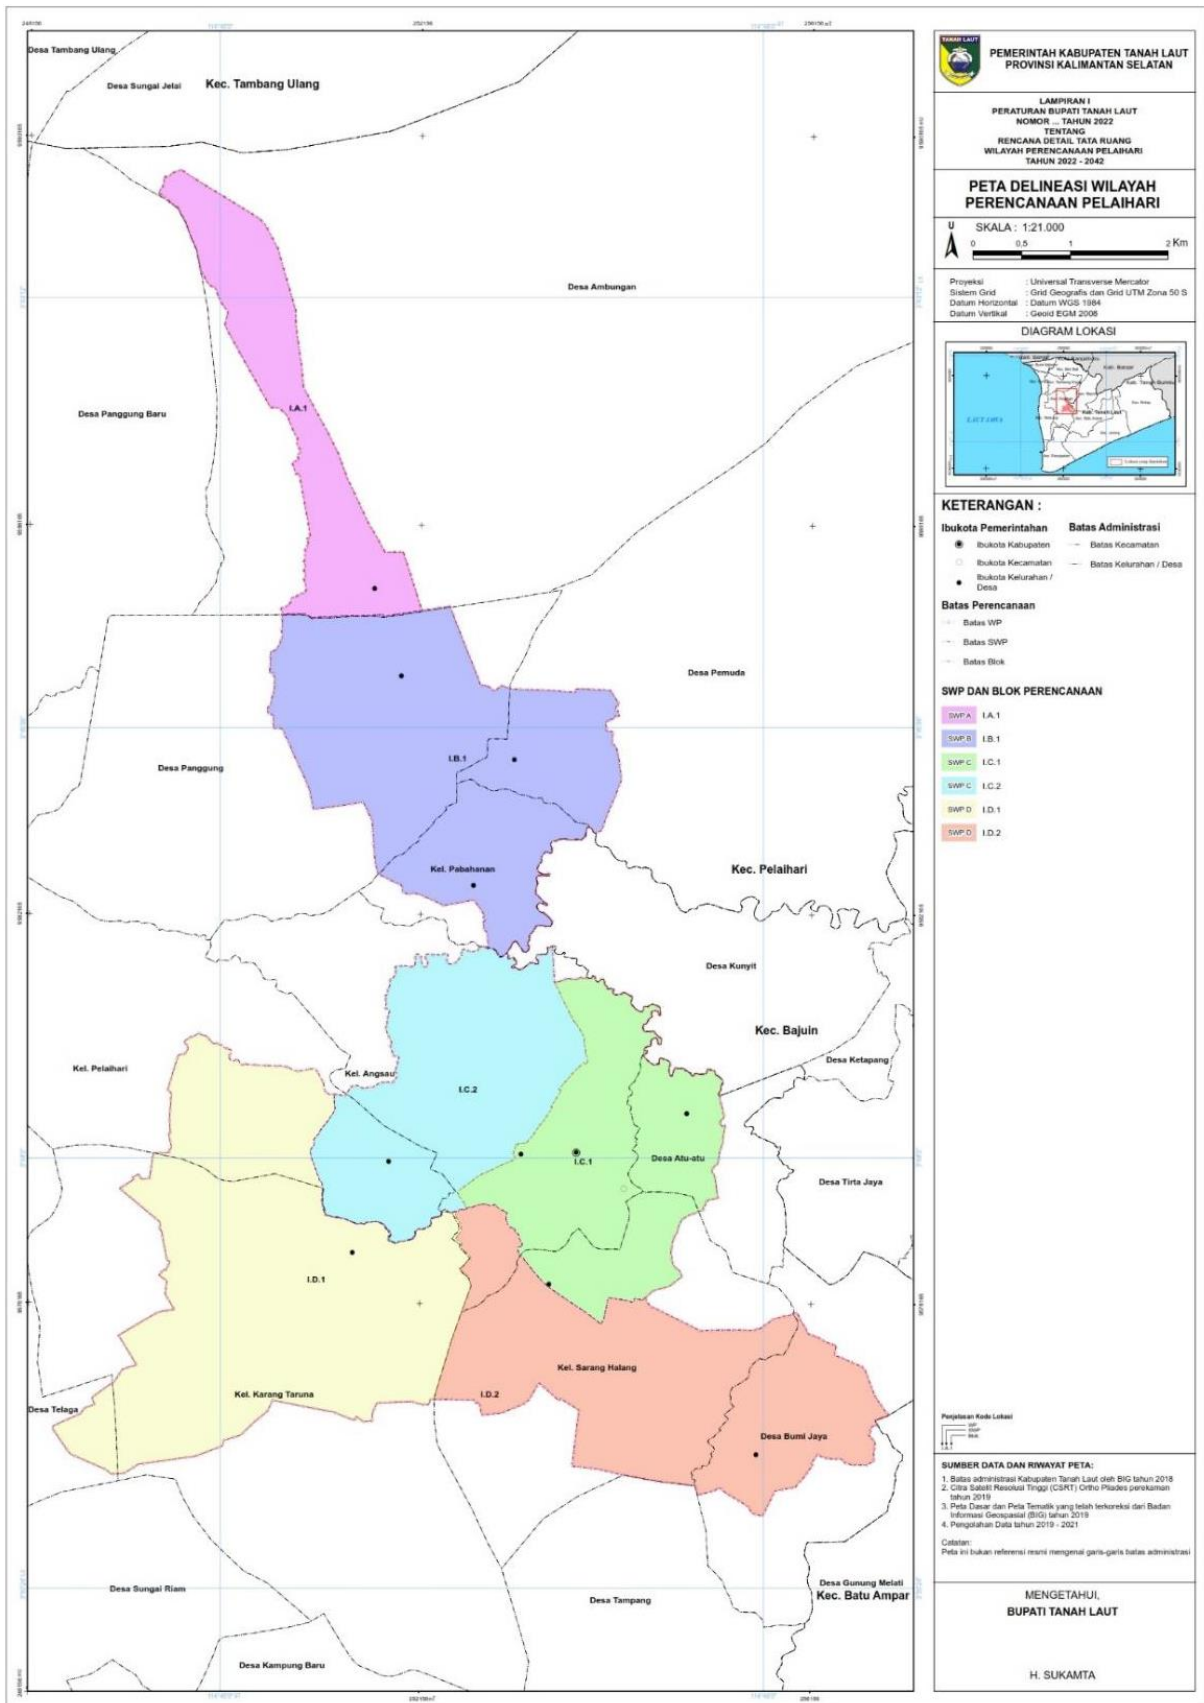 TANAH LAUT
PEMERINTAH KABUPATEN TANAH LAUT
PROVINSI KALIMANTAN SELATAN
LAMPIRAN I
PERATURAN BUPATI TANAH LAUT
NOMOR ... TAHUN 2022
TENTANG
RENCANA DETAIL TATA RUANG
WILAYAH PERENCANAAN PELAIHARI
TAHUN 2022 - 2042
PETA DELINEASI WILAYAH
PERENCANAAN PELAIHARI
U
SKALA : 1:21.000
0 0,5 1 2 Km
Proyeksi : Universal Transverse Mercator
Sistem Grid : Grid Geografis dan Grid UTM Zona 50 S
Datum Horizontal : Datum WGS 1984
Datum Vertikal : Geoid EGM 2008
DIAGRAM LOKASI
LAUT JAWA
Kab. Tanah Laut
KETERANGAN :
Ibukota Pemerintahan
Ibukota Kabupaten
Ibukota Kecamatan
Ibukota Kelurahan /
Desa
Batas Administrasi
Batas Kecamatan
Batas Kelurahan / Desa
Batas Perencanaan
Batas WP
Batas SWP
Batas Blok
SWP DAN BLOK PERENCANAAN
SWP A I.A.1
SWP B I.B.1
SWP C I.C.1
SWP C I.C.2
SWP D I.D.1
SWP D I.D.2
Penjelasan Kode Lokasi
WP
SWP
Blok
I.A.1
SUMBER DATA DAN RIWAYAT PETA:
1. Batas administrasi Kabupaten Tanah Laut oleh BIG tahun 2018
2. Citra Satelit Resolusi Tinggi (CSRT) Ortho Pliades perekaman
tahun 2019
3. Peta Dasar dan Peta Tematik yang telah terkoreksi dari Badan
Informasi Geospasial (BIG) tahun 2019
4. Pengolahan Data tahun 2019 - 2021
Catatan:
Peta ini bukan referensi resmi mengenai garis-garis batas administrasi
MENGETAHUI,
BUPATI TANAH LAUT
H. SUKAMTA
Desa Tambang Ulang
Desa Sungai Jelai
Kec. Tambang Ulang
Desa Ambungan
I.A.1
Desa Panggung Baru
Desa Pemuda
I.B.1
Desa Panggung
Kel. Pabahanan
Kec. Pelaihari
Desa Kunyit
Kec. Bajuin
Desa Ketapang
Kel. Pelaihari
Kel. Angsau
I.C.2
I.C.1
Desa Atu-atu
Desa Tirta Jaya
I.D.1
Kel. Sarang Halang
Kel. Karang Taruna
I.D.2
Desa Telaga
Desa Bumi Jaya
Desa Sungai Riam
Desa Tampang
Desa Gunung Melati
Kec. Batu Ampar
Desa Kampung Baru